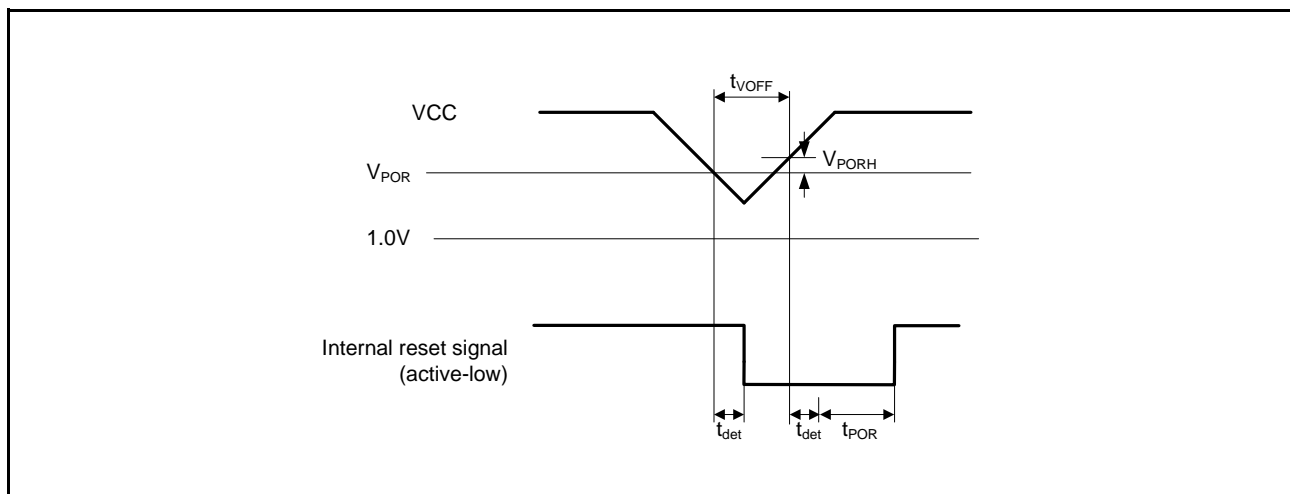 tVOFF
VCC
VPORH
VPOR
1.0V
Internal reset signal
(active-low)
tdet
tdet
tPOR